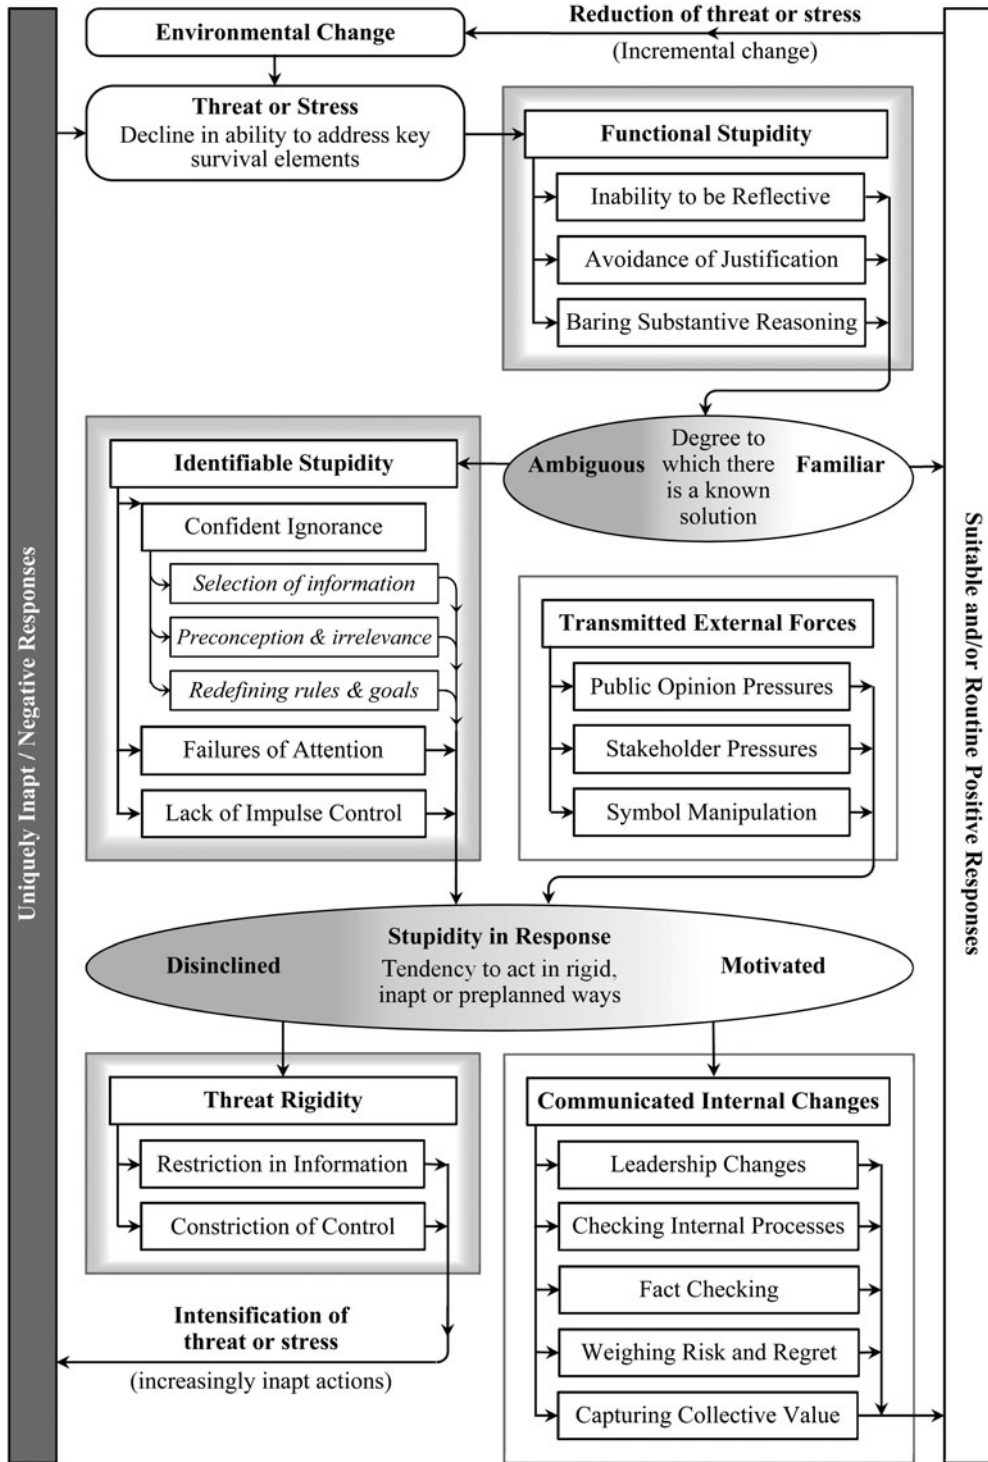 Environmental Change
Reduction of threat or stress
(Incremental change)
Threat or Stress
Decline in ability to address key
survival elements
Functional Stupidity
Inability to be Reflective
Avoidance of Justification
Baring Substantive Reasoning
Ambiguous
Degree to
which there
is a known
solution
Familiar
Identifiable Stupidity
Confident Ignorance
Selection of information
Preconception & irrelevance
Redefining rules & goals
Failures of Attention
Lack of Impulse Control
Transmitted External Forces
Public Opinion Pressures
Stakeholder Pressures
Symbol Manipulation
Stupidity in Response
Tendency to act in rigid,
inapt or preplanned ways
Disinclined
Motivated
Threat Rigidity
Restriction in Information
Constriction of Control
Intensification of
threat or stress
(increasingly inapt actions)
Communicated Internal Changes
Leadership Changes
Checking Internal Processes
Fact Checking
Weighing Risk and Regret
Capturing Collective Value
Uniquely Inapt / Negative Responses
Suitable and/or Routine Positive Responses